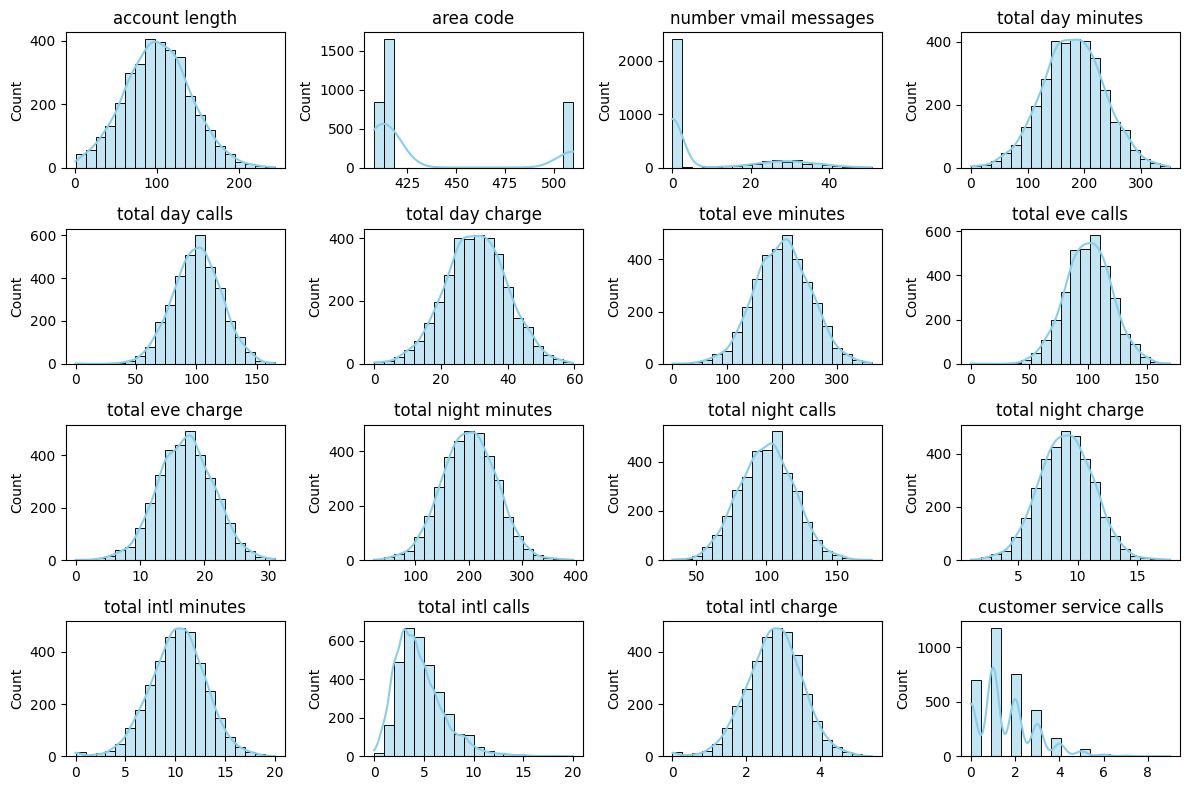 account length
area code
number vmail messages
total day minutes
400
200
0
Count
0 100 200
1500
1000
500
0
Count
425 450 475 500
2000
1000
0
Count
0 20 40
400
200
0
Count
0 100 200 300
total day calls
total day charge
total eve minutes
total eve calls
600
400
200
0
Count
0 50 100 150
400
200
0
Count
0 20 40 60
400
200
0
Count
0 100 200 300
600
400
200
0
Count
0 50 100 150
total eve charge
total night minutes
total night calls
total night charge
400
200
0
Count
0 10 20 30
400
200
0
Count
100 200 300 400
400
200
0
Count
50 100 150
400
200
0
Count
5 10 15
total intl minutes
total intl calls
total intl charge
customer service calls
400
200
0
Count
0 5 10 15 20
600
400
200
0
Count
0 5 10 15 20
400
200
0
Count
0 2 4
1000
500
0
Count
0 2 4 6 8